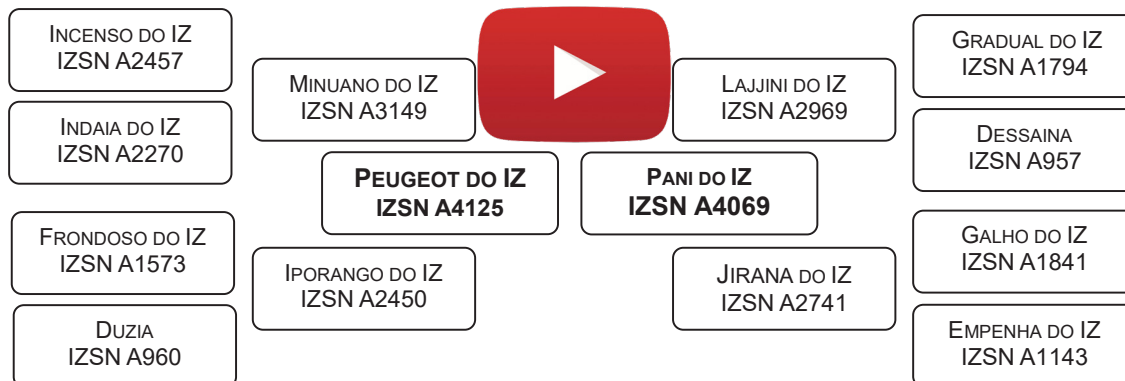 INCENSO DO IZ
IZSN A2457
INDAIA DO IZ
A2270
FRONDOSO DO IZ
IZSN A1573
DUZIA
IZSN A960
MINUANO DO IZ
IZSN A3149
PEUGEOT DO IZ
IZSN A4125
IPORANGO DO IZ
IZSN A2450
LAJJINI DO IZ
IZSN A2969
PANI DO IZ
IZSN A4069
JIRANA DO IZ
IZSN A2741
GRADUAL DO IZ
IZSN A1794
DESSAINA
IZSN A957
GALHO DO IZ
IZSN A1841
EMPENHA DO IZ
IZSN A1143